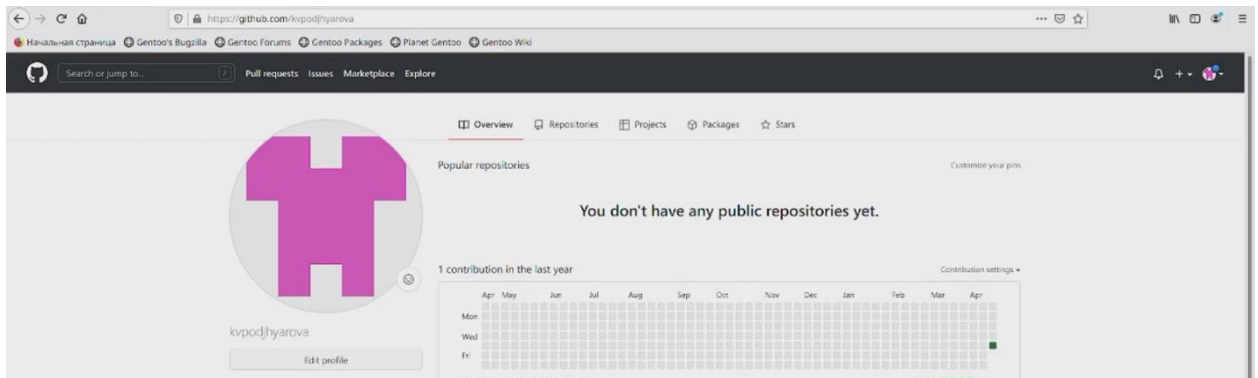 https://github.com/kvpodjhyarova
Начальная страница Gentoo's Bugzilla Gentoo Forums Gentoo Packages Planet Gentoo Gentoo Wiki
Search or jump to... / Pull requests Issues Marketplace Explore
Overview Repositories Projects Packages Stars
Popular repositories Customize your pins
You don't have any public repositories yet.
1 contribution in the last year Contribution settings
Apr May Jun Jul Aug Sep Oct Nov Dec Jan Feb Mar Apr
Mon
Wed
Fri
kvpodjhyarova
Edit profile